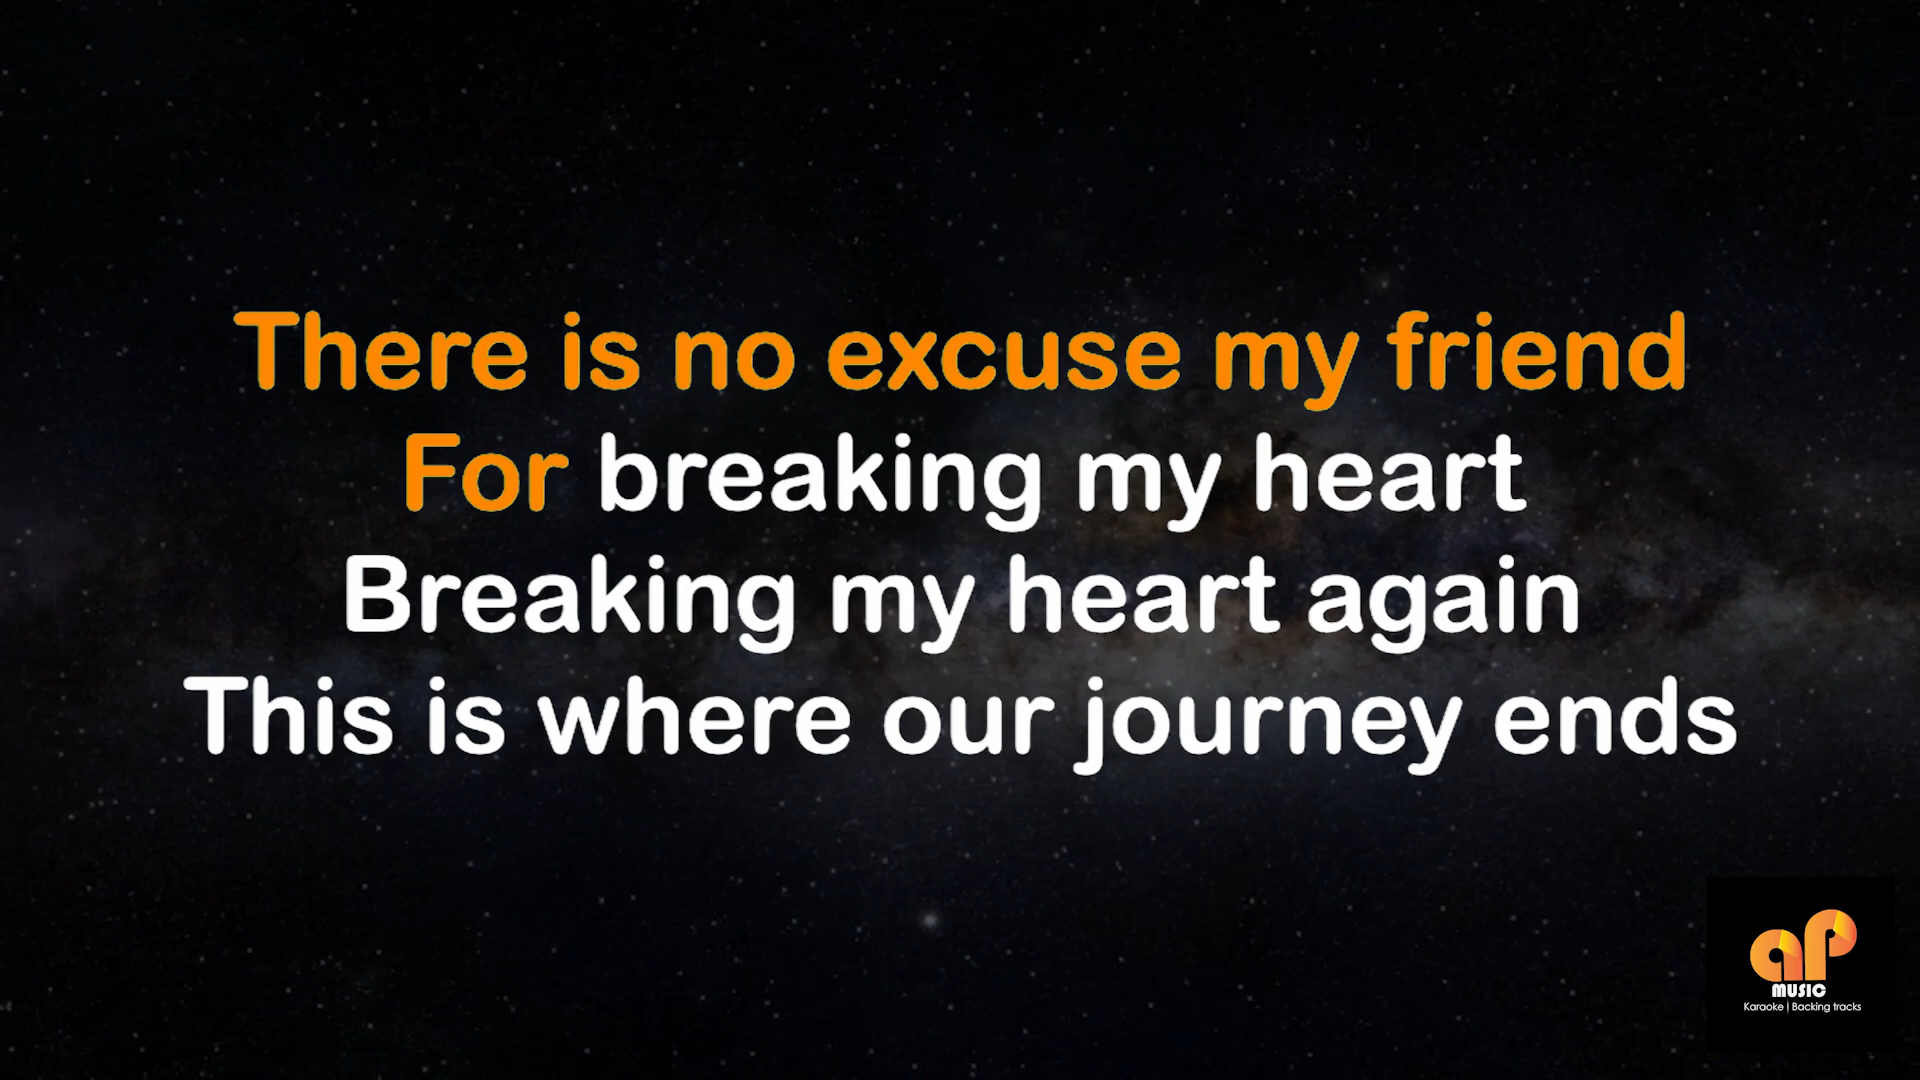 There is no excuse my friend
For breaking my heart
Breaking my heart again
This is where our journey ends
aP
MUSIC
Karaoke | Backing tracks